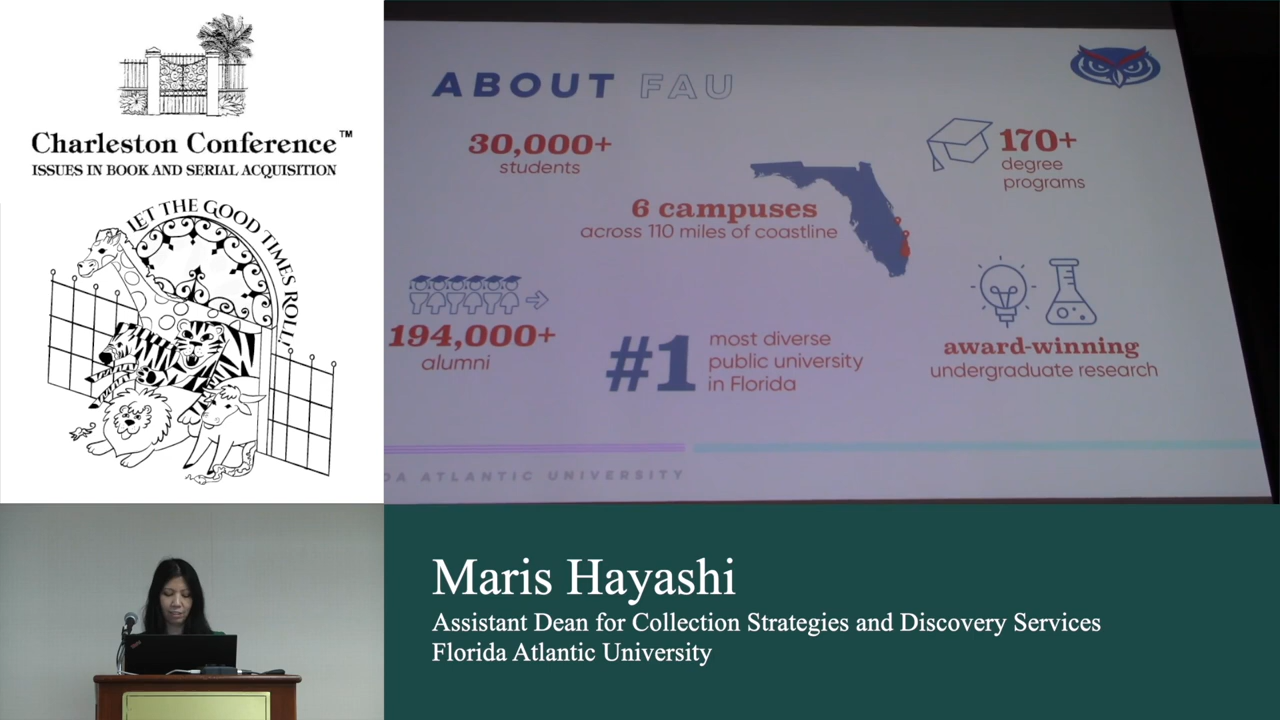 Charleston Conference™
ISSUES IN BOOK AND SERIAL ACQUISITION
LET THE GOOD TIMES ROLL!
ABOUT FAU
30,000+
students
6 campuses
across 110 miles of coastline
170+
degree
programs
194,000+
alumni
#1
most diverse
public university
in Florida
award-winning
undergraduate research
DA ATLANTIC UNIVERSITY
Maris Hayashi
Assistant Dean for Collection Strategies and Discovery Services
Florida Atlantic University